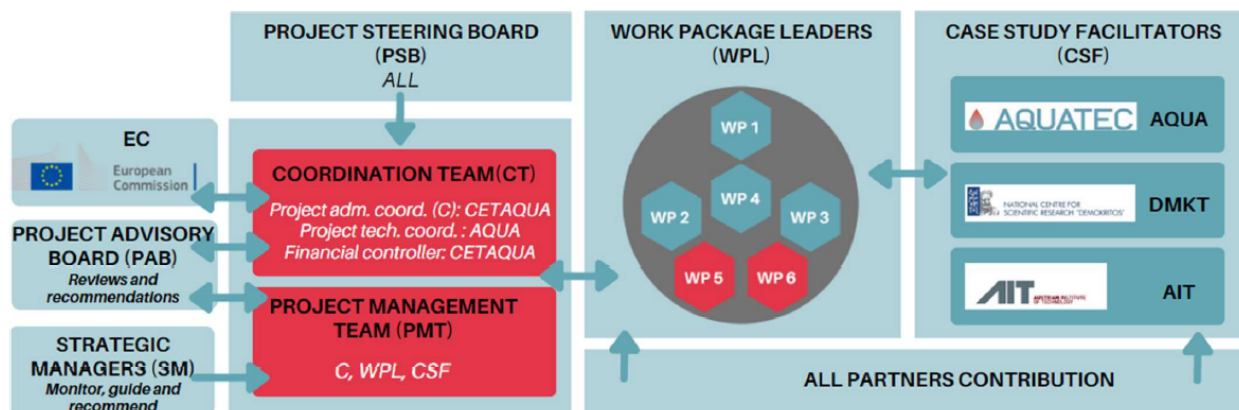 PROJECT STEERING BOARD
(PSB)
ALL
EC
European
Commission
PROJECT ADVISORY
BOARD (PAB)
Reviews and
recommendations
STRATEGIC
MANAGERS (SM)
Monitor, guide and
recommend
COORDINATION TEAM(CT)
Project adm. coord. (C): CETAQUA
Project tech. coord. : AQUA
Financial controller: CETAQUA
PROJECT MANAGEMENT
TEAM (PMT)
C, WPL, CSF
WORK PACKAGE LEADERS
(WPL)
WP 1
WP 4
WP 2
WP 3
WP 5
WP 6
CASE STUDY FACILITATORS
(CSF)
AQUATEC
AQUA
NATIONAL CENTRE FOR
SCIENTIFIC RESEARCH "DEMOKRITOS"
DMKT
AIT
AUSTRIAN INSTITUTE
OF TECHNOLOGY
AIT
ALL PARTNERS CONTRIBUTION